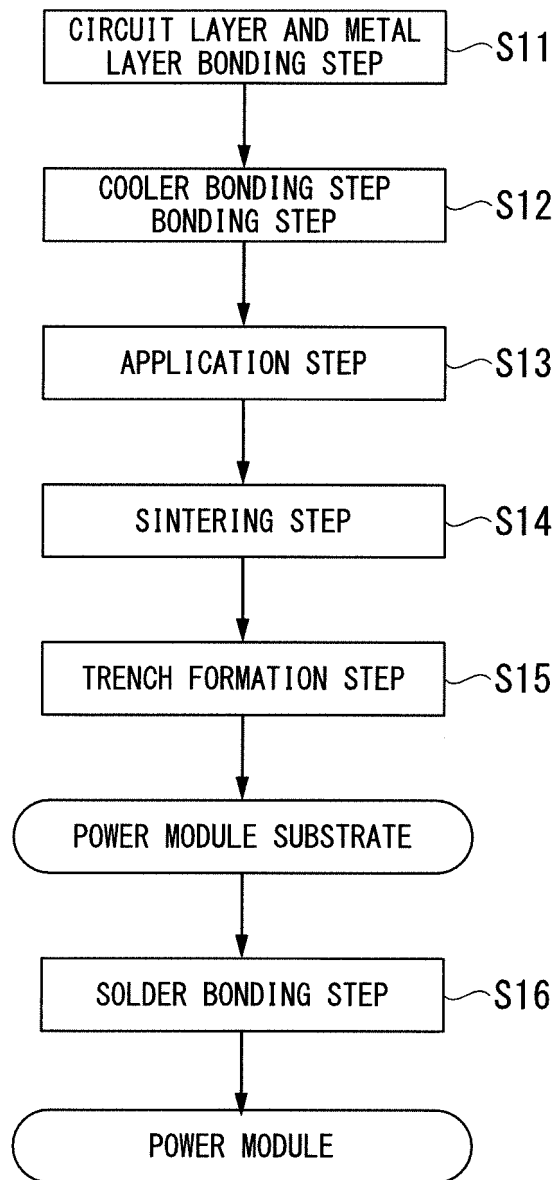 CIRCUIT LAYER AND METAL
LAYER BONDING STEP
S11
COOLER BONDING STEP
BONDING STEP
S12
APPLICATION STEP
S13
SINTERING STEP
S14
TRENCH FORMATION STEP
S15
POWER MODULE SUBSTRATE
SOLDER BONDING STEP
S16
POWER MODULE